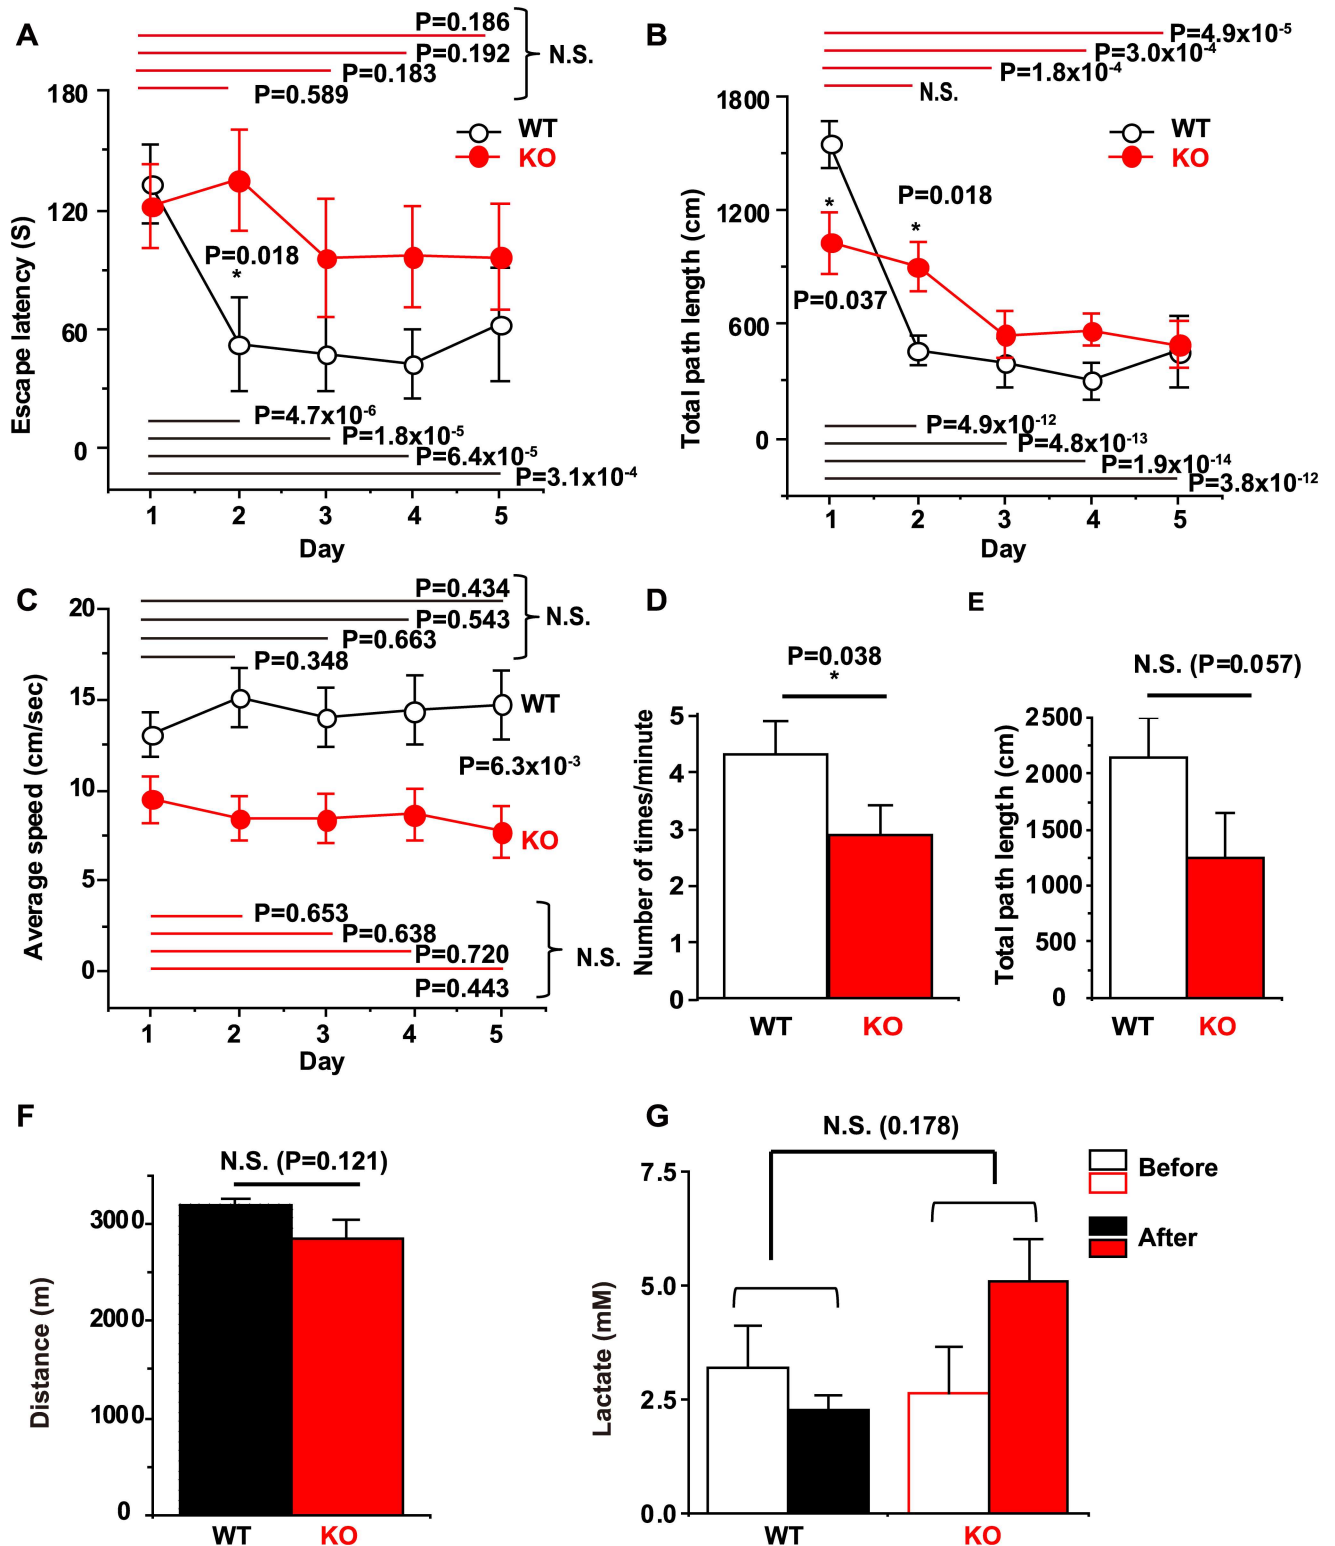 A
P=0.186
P=0.192
P=0.183
P=0.589
N.S.
180
120
60
0
Escape latency (S)
WT
KO
P=0.018
*
P=4.7x10-6
P=1.8x10-5
P=6.4x10-5
P=3.1x10-4
1 2 3 4 5
Day
B
P=4.9x10-5
P=3.0x10-4
P=1.8x10-4
N.S.
1800
1200
600
0
Total path length (cm)
WT
KO
P=0.018
*
*
P=0.037
P=4.9x10-12
P=4.8x10-13
P=1.9x10-14
P=3.8x10-12
1 2 3 4 5
Day
C
P=0.434
P=0.543
P=0.663
P=0.348
N.S.
20
15
10
5
0
Average speed (cm/sec)
WT
P=6.3x10-3
KO
P=0.653
P=0.638
P=0.720
P=0.443
N.S.
1 2 3 4 5
Day
D
P=0.038
*
5
4
3
2
1
0
Number of times/minute
WT KO
E
N.S. (P=0.057)
2500
2000
1500
1000
500
0
Total path length (cm)
WT KO
F
N.S. (P=0.121)
3000
2000
1000
0
Distance (m)
WT KO
G
N.S. (0.178)
Before
After
7.5
5.0
2.5
0.0
Lactate (mM)
WT KO